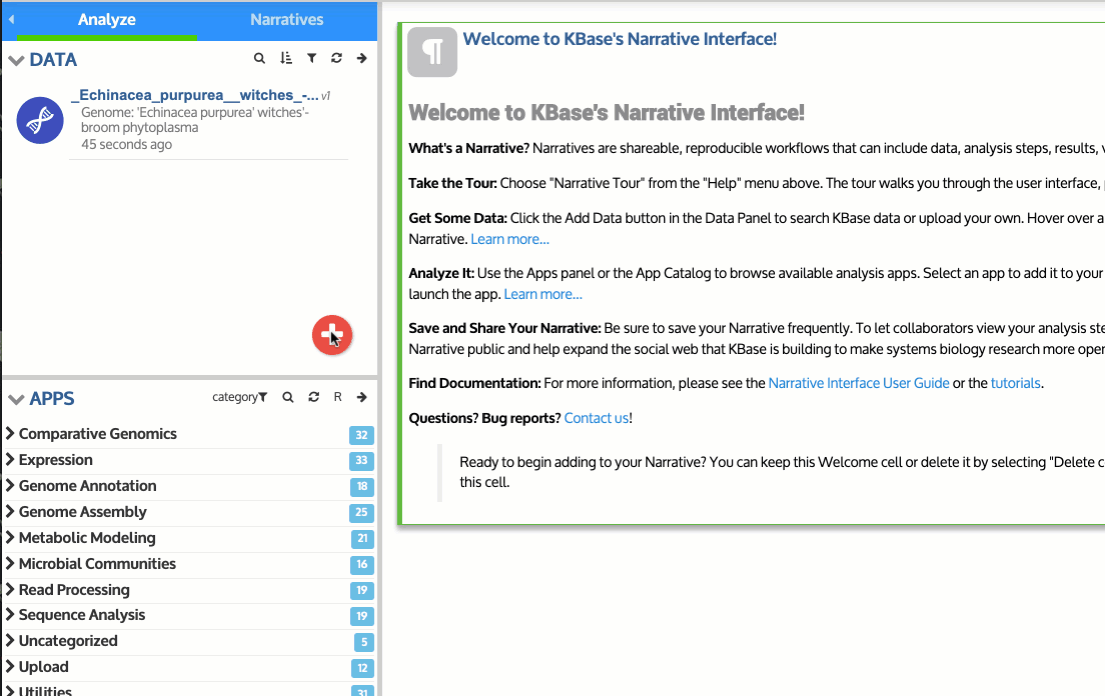 Analyze
Narratives
DATA
_Echinacea_purpurea__witches_-... v1
Genome: 'Echinacea purpurea' witches'-
broom phytoplasma
45 seconds ago
APPS
category
R
Comparative Genomics 32
Expression 33
Genome Annotation 18
Genome Assembly 25
Metabolic Modeling 21
Microbial Communities 16
Read Processing 19
Sequence Analysis 19
Uncategorized 5
Upload 12
Utilities 31
Welcome to KBase's Narrative Interface!
Welcome to KBase's Narrative Interface!
What's a Narrative? Narratives are shareable, reproducible workflows that can include data, analysis steps, results,
Take the Tour: Choose "Narrative Tour" from the "Help" menu above. The tour walks you through the user interface,
Get Some Data: Click the Add Data button in the Data Panel to search KBase data or upload your own. Hover over a
Narrative. Learn more...
Analyze It: Use the Apps panel or the App Catalog to browse available analysis apps. Select an app to add it to your
launch the app. Learn more...
Save and Share Your Narrative: Be sure to save your Narrative frequently. To let collaborators view your analysis ste
Narrative public and help expand the social web that KBase is building to make systems biology research more oper
Find Documentation: For more information, please see the Narrative Interface User Guide or the tutorials.
Questions? Bug reports? Contact us!
Ready to begin adding to your Narrative? You can keep this Welcome cell or delete it by selecting "Delete c
this cell.